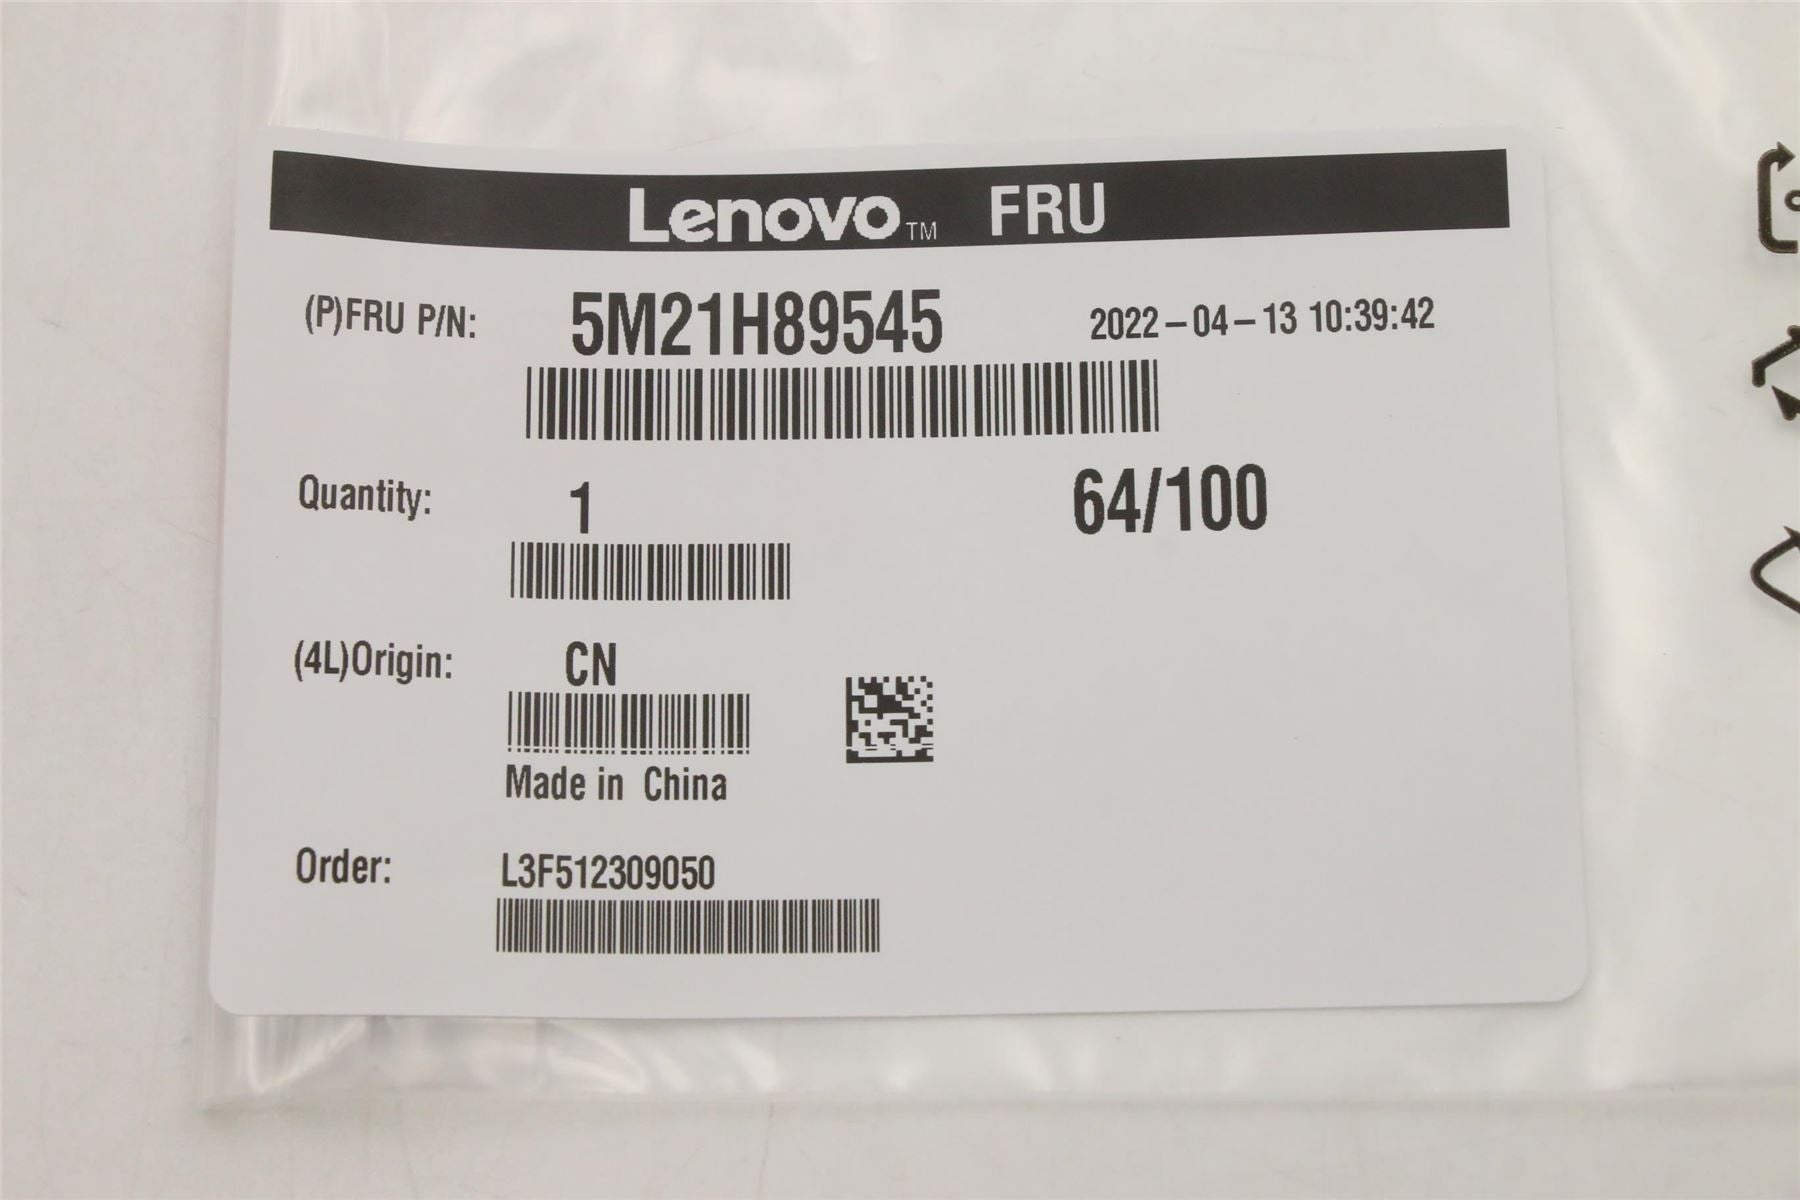 Lenovo™ FRU
(P)FRU P/N: 5M21H89545 2022-04-13 10:39:42
Quantity: 1 64/100
(4L)Origin: CN
Made in China
Order: L3F512309050